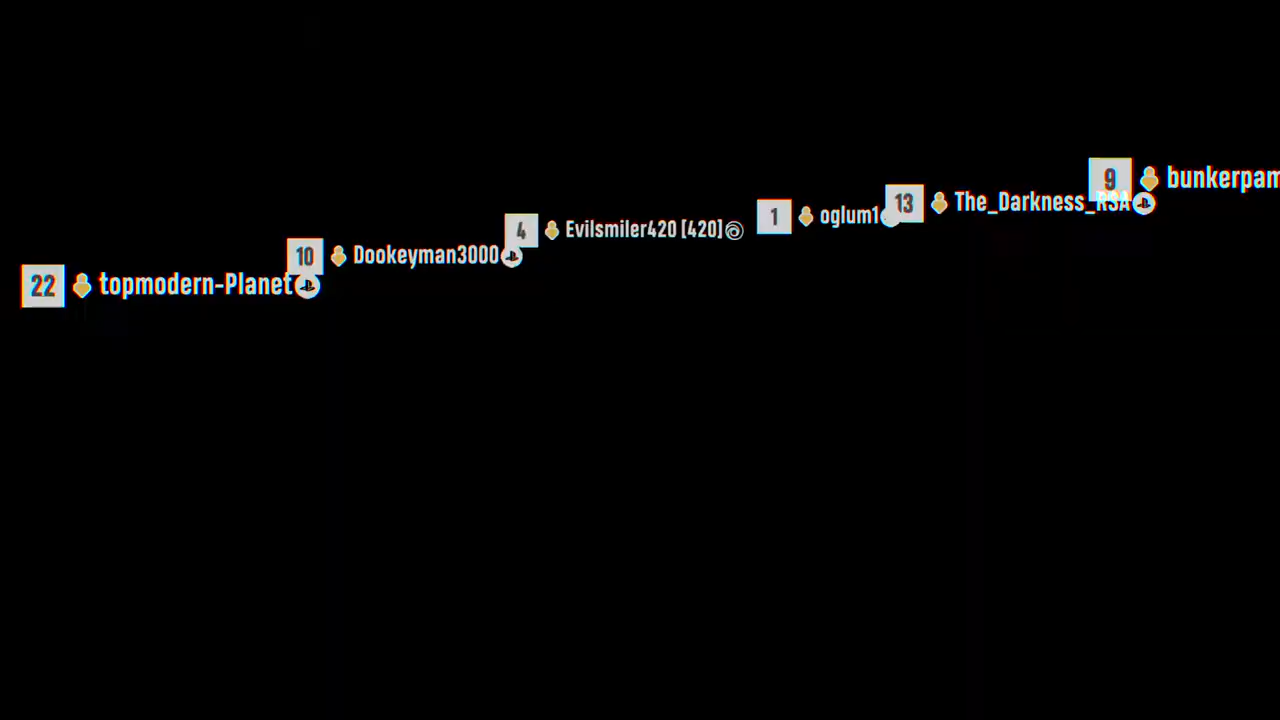 22 topmodern-Planet
10 Dookeyman3000
4 Evilsmiler420 [420]
1 oglum1
13 The_Darkness_RSA
9 bunkerpam